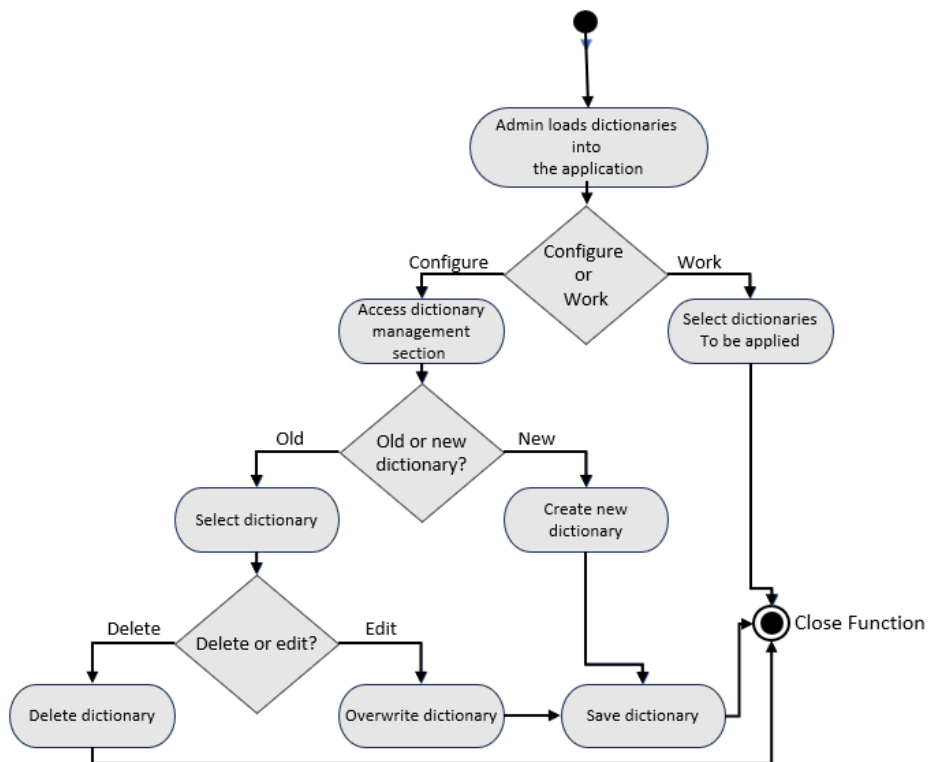 Admin loads dictionaries
into
the application
Configure
or
Work
Configure
Work
Access dictionary
management
section
Select dictionaries
To be applied
Old or new
dictionary?
Old
New
Select dictionary
Create new
dictionary
Delete or edit?
Delete
Edit
Close Function
Delete dictionary
Overwrite dictionary
Save dictionary